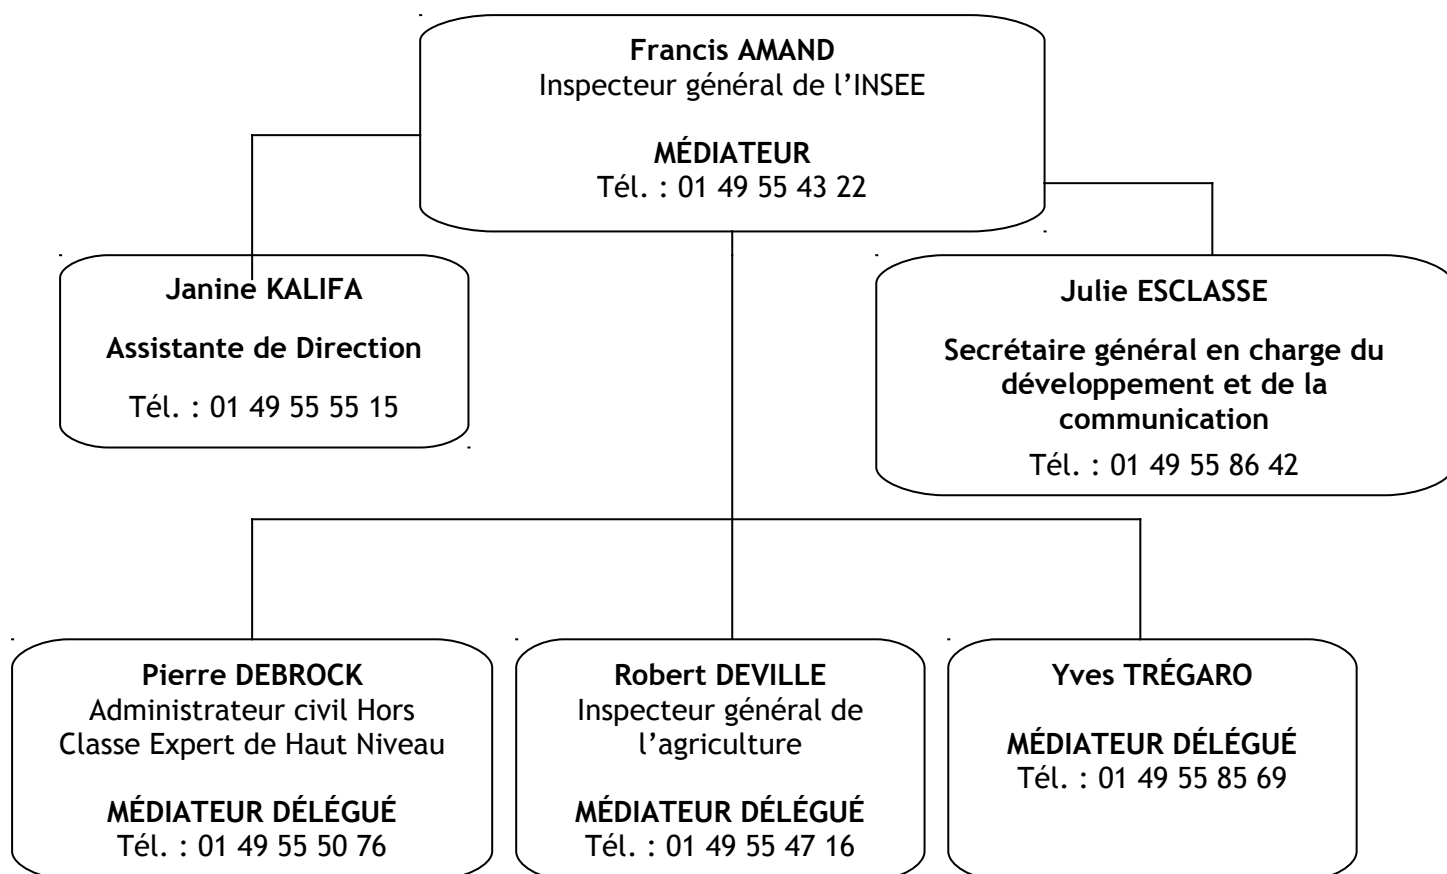 Francis AMAND
Inspecteur général de l’INSEE
MÉDIATEUR
Tél. : 01 49 55 43 22
Janine KALIFA
Assistante de Direction
Tél. : 01 49 55 55 15
Julie ESCLASSE
Secrétaire général en charge du
développement et de la
communication
Tél. : 01 49 55 86 42
Pierre DEBROCK
Administrateur civil Hors
Classe Expert de Haut Niveau
MÉDIATEUR DÉLÉGUÉ
Tél. : 01 49 55 50 76
Robert DEVILLE
Inspecteur général de
l’agriculture
MÉDIATEUR DÉLÉGUÉ
Tél. : 01 49 55 47 16
Yves TRÉGARO
MÉDIATEUR DÉLÉGUÉ
Tél. : 01 49 55 85 69